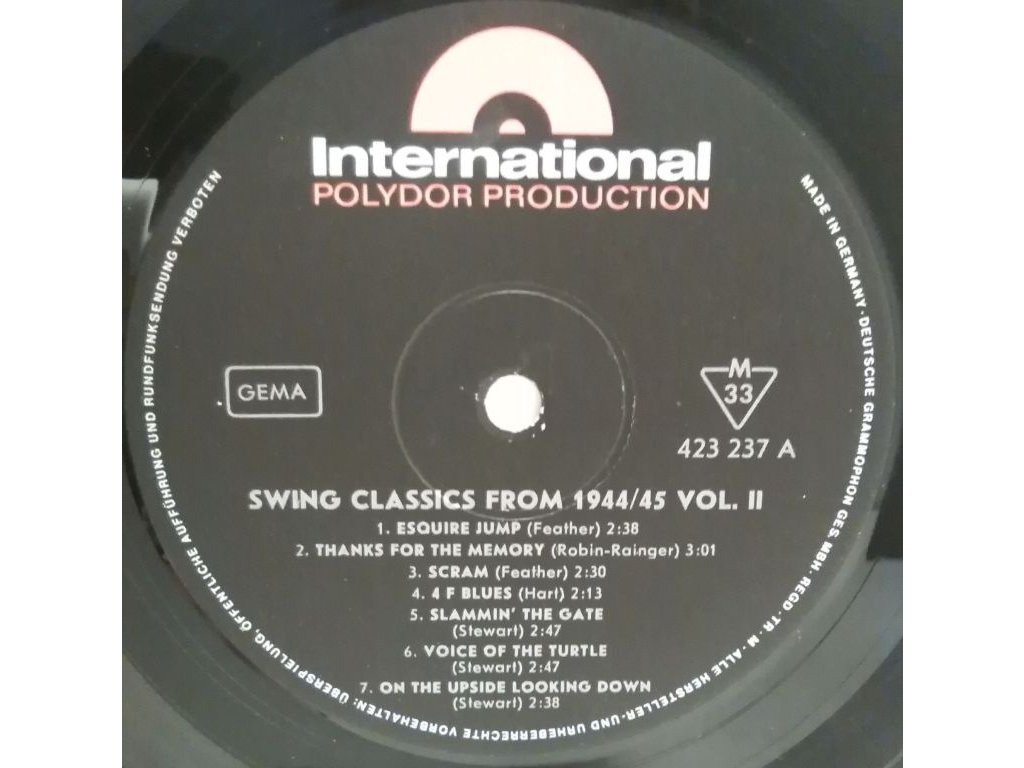 International
POLYDOR PRODUCTION
GEMA
M
33
423 237 A
SWING CLASSICS FROM 1944/45 VOL. II
1. ESQUIRE JUMP (Feather) 2:38
2. THANKS FOR THE MEMORY (Robin-Rainger) 3:01
3. SCRAM (Feather) 2:30
4. 4 F BLUES (Hart) 2:13
5. SLAMMIN' THE GATE
(Stewart) 2:47
6. VOICE OF THE TURTLE
(Stewart) 2:47
7. ON THE UPSIDE LOOKING DOWN
(Stewart) 2:38
MADE IN GERMANY · DEUTSCHE GRAMMOPHON GES. MBH · REGD · TR. M · ALLE HERSTELLER- UND URHEBERRECHTE VORBEHALTEN: ÜBERSPIELUNG, ÖFFENTLICHE AUFFÜHRUNG UND RUNDFUNKSENDUNG VERBOTEN